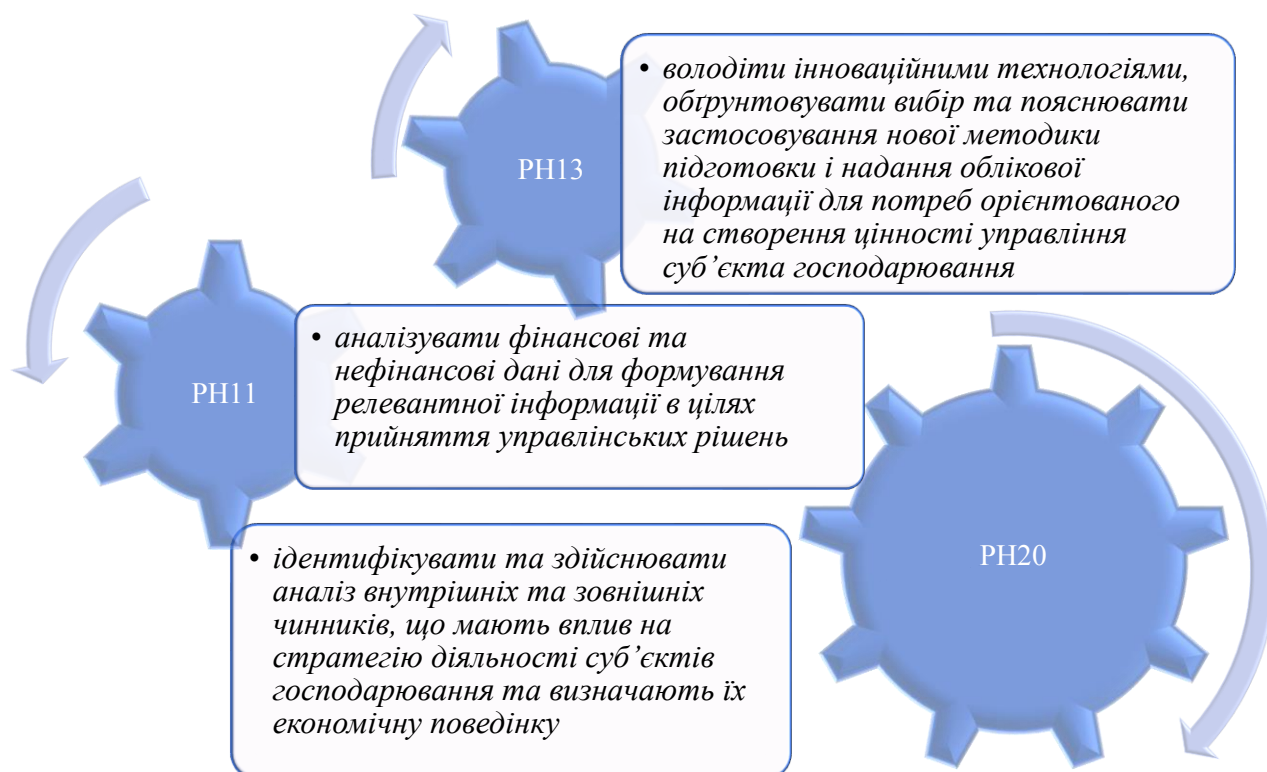 РН13
• володіти інноваційними технологіями,
обґрунтовувати вибір та пояснювати
застосовування нової методики
підготовки і надання облікової
інформації для потреб орієнтованого
на створення цінності управління
суб’єкта господарювання
РН11
• аналізувати фінансові та
нефінансові дані для формування
релевантної інформації в цілях
прийняття управлінських рішень
РН20
• ідентифікувати та здійснювати
аналіз внутрішніх та зовнішніх
чинників, що мають вплив на
стратегію діяльності суб’єктів
господарювання та визначають їх
економічну поведінку